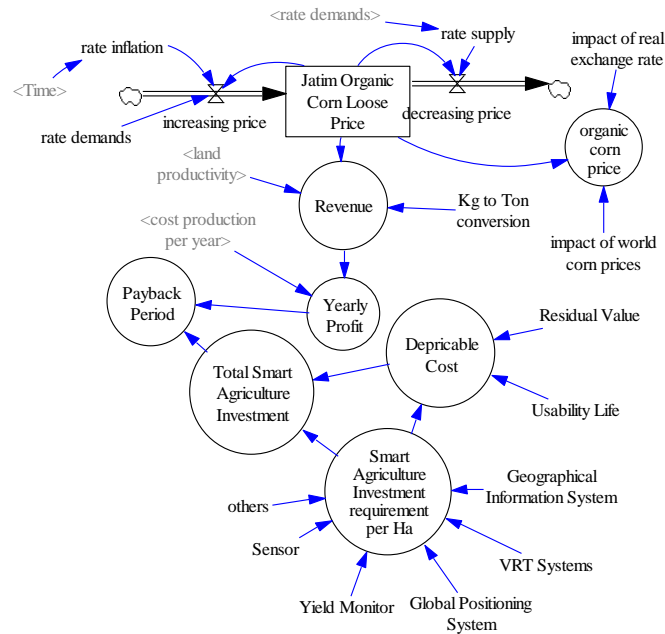 <rate demands>
rate inflation
rate supply
impact of real
exchange rate
<Time>
Jatim Organic
Corn Loose
Price
rate demands
increasing price
decreasing price
organic
corn
price
<land
productivity>
Revenue
Kg to Ton
conversion
<cost production
per year>
impact of world
corn prices
Payback
Period
Yearly
Profit
Residual Value
Depricable
Cost
Total Smart
Agriculture
Investment
Usability Life
Smart
Agriculture
Investment
requirement
per Ha
Geographical
Information System
others
Sensor
VRT Systems
Yield Monitor
Global Positioning
System